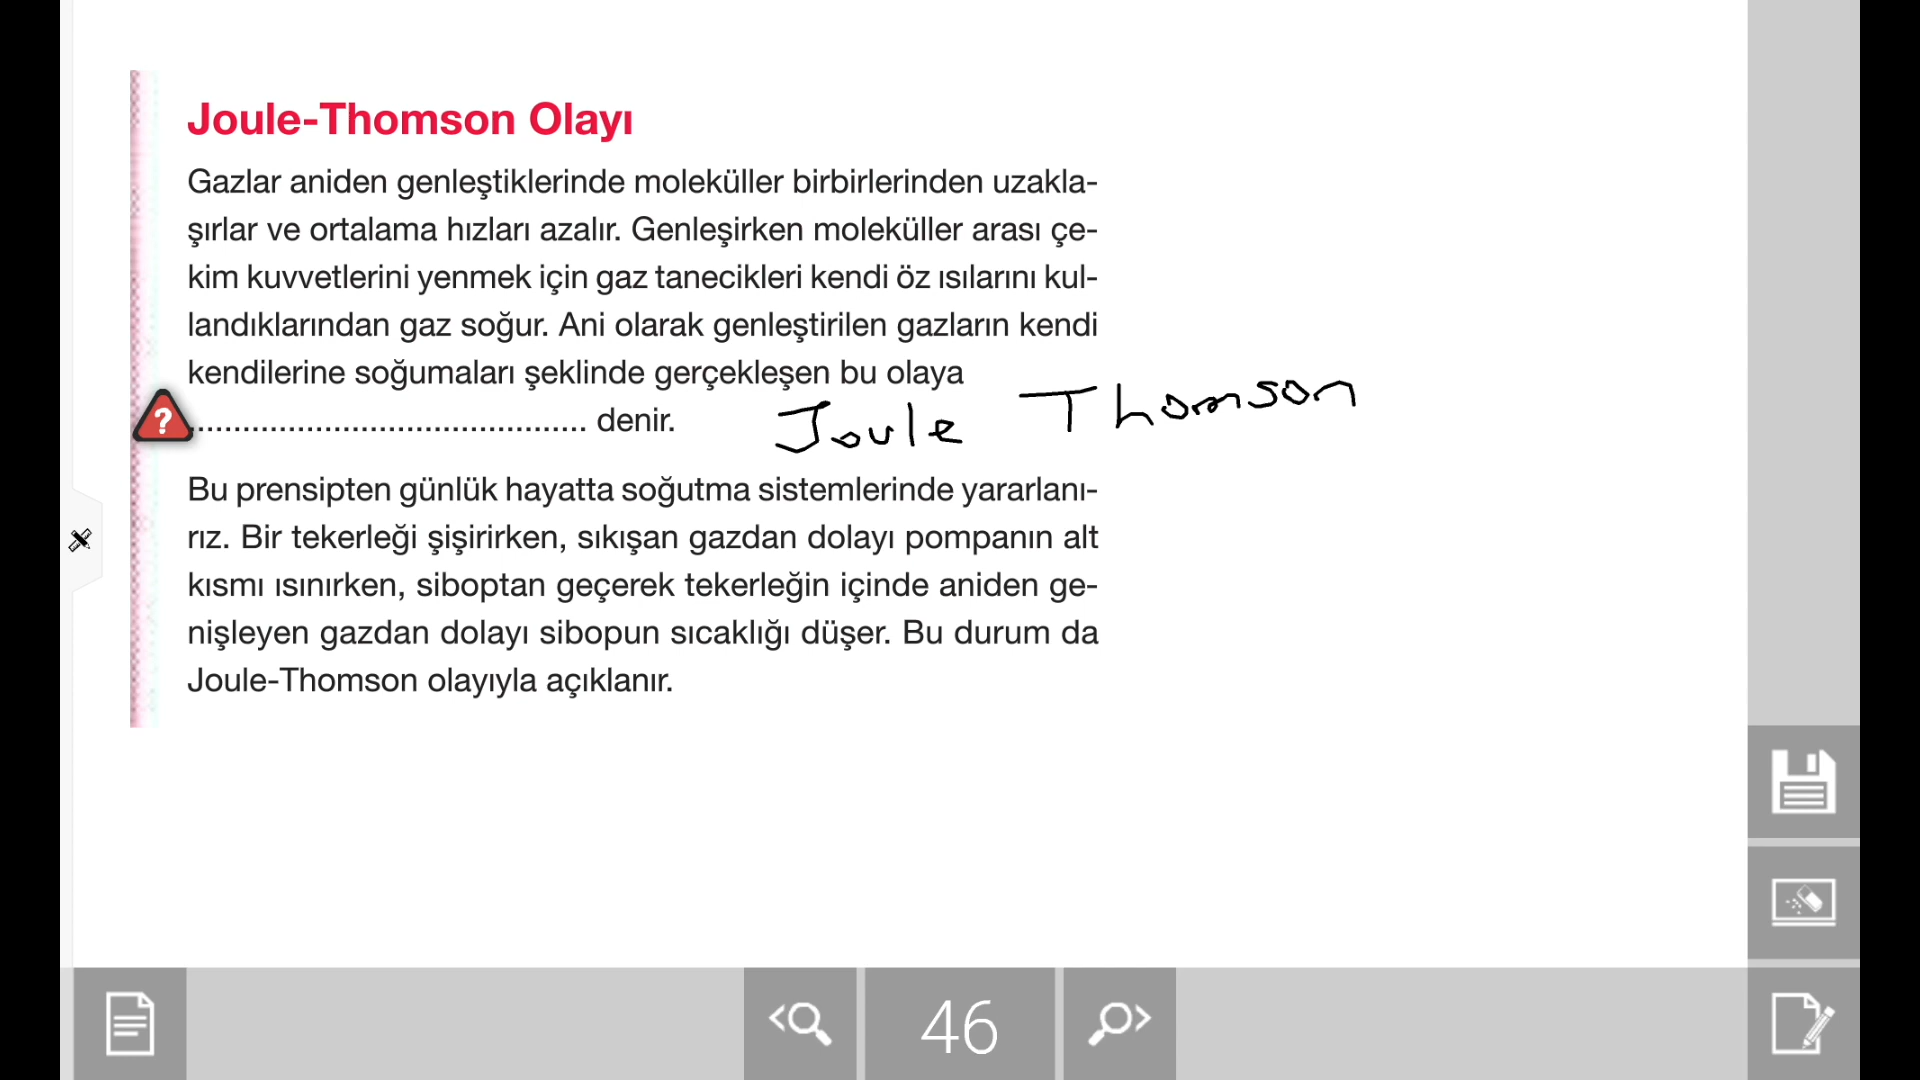 Joule-Thomson Olayı
Gazlar aniden genleştiklerinde moleküller birbirlerinden uzakla-
şırlar ve ortalama hızları azalır. Genleşirken moleküller arası çe-
kim kuvvetlerini yenmek için gaz tanecikleri kendi öz ısılarını kul-
landıklarından gaz soğur. Ani olarak genleştirilen gazların kendi
kendilerine soğumaları şeklinde gerçekleşen bu olaya
? ........................................... denir. Joule Thomson
Bu prensipten günlük hayatta soğutma sistemlerinde yararlanı-
rız. Bir tekerleği şişirirken, sıkışan gazdan dolayı pompanın alt
kısmı ısınırken, siboptan geçerek tekerleğin içinde aniden ge-
nişleyen gazdan dolayı sibopun sıcaklığı düşer. Bu durum da
Joule-Thomson olayıyla açıklanır.
46